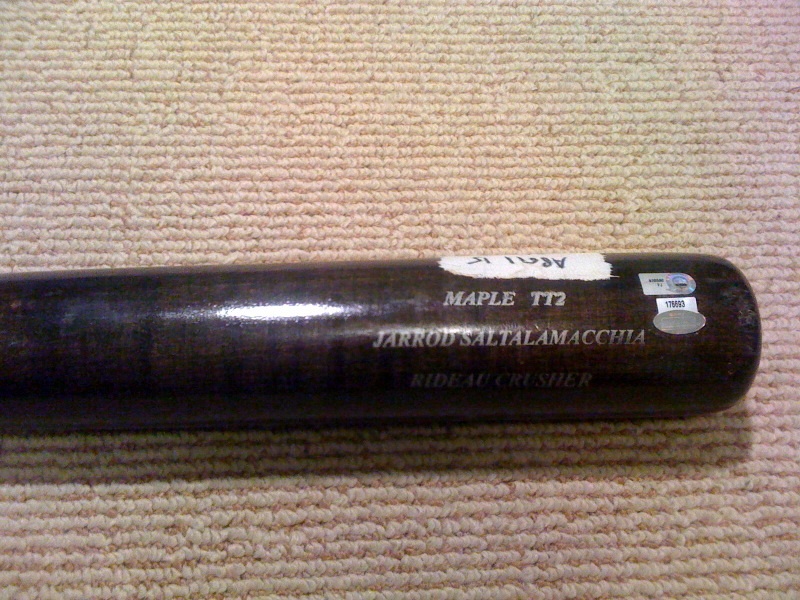 MAPLE TT2
JARROD SALTALAMACCHIA
RIDEAU CRUSHER
176693